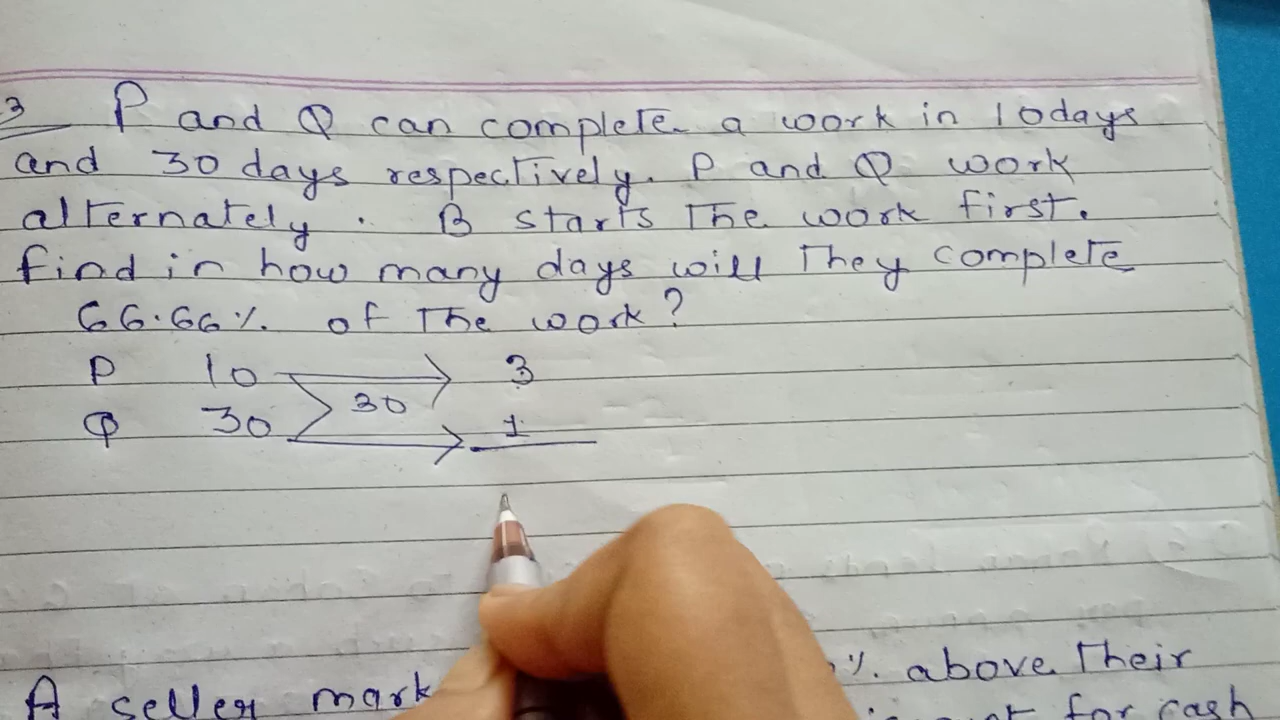 3 P and Q can complete a work in 10days
and 30 days respectively. P and Q work
alternately. B starts the work first.
find in how many days will they complete
66.66% of the work?
P 10 3
30
Q 30 1
A seller mark % above their
for cash